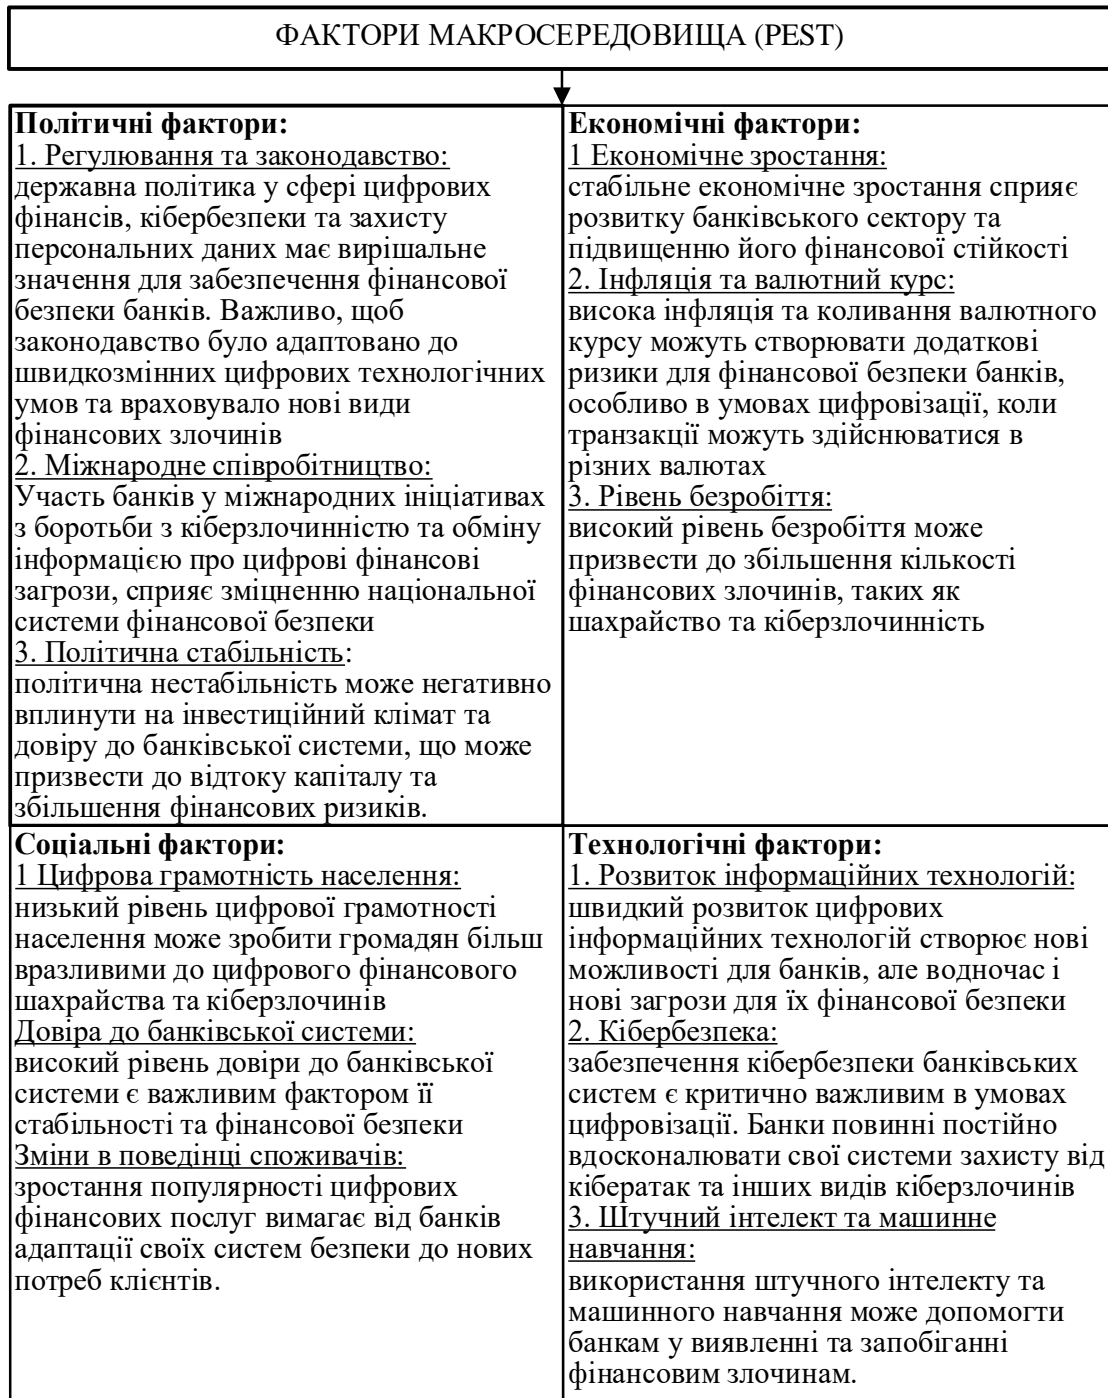 ФАКТОРИ МАКРОСЕРЕДОВИЩА (PEST)
Політичні фактори:
1. Регулювання та законодавство:
державна політика у сфері цифрових
фінансів, кібербезпеки та захисту
персональних даних має вирішальне
значення для забезпечення фінансової
безпеки банків. Важливо, щоб
законодавство було адаптовано до
швидкозмінних цифрових технологічних
умов та враховувало нові види
фінансових злочинів
2. Міжнародне співробітництво:
Участь банків у міжнародних ініціативах
з боротьби з кіберзлочинністю та обміну
інформацією про цифрові фінансові
загрози, сприяє зміцненню національної
системи фінансової безпеки
3. Політична стабільність:
політична нестабільність може негативно
вплинути на інвестиційний клімат та
довіру до банківської системи, що може
призвести до відтоку капіталу та
збільшення фінансових ризиків.
Економічні фактори:
1 Економічне зростання:
стабільне економічне зростання сприяє
розвитку банківського сектору та
підвищенню його фінансової стійкості
2. Інфляція та валютний курс:
висока інфляція та коливання валютного
курсу можуть створювати додаткові
ризики для фінансової безпеки банків,
особливо в умовах цифровізації, коли
транзакції можуть здійснюватися в
різних валютах
3. Рівень безробіття:
високий рівень безробіття може
призвести до збільшення кількості
фінансових злочинів, таких як
шахрайство та кіберзлочинність
Соціальні фактори:
1 Цифрова грамотність населення:
низький рівень цифрової грамотності
населення може зробити громадян більш
вразливими до цифрового фінансового
шахрайства та кіберзлочинів
Довіра до банківської системи:
високий рівень довіри до банківської
системи є важливим фактором її
стабільності та фінансової безпеки
Зміни в поведінці споживачів:
зростання популярності цифрових
фінансових послуг вимагає від банків
адаптації своїх систем безпеки до нових
потреб клієнтів.
Технологічні фактори:
1. Розвиток інформаційних технологій:
швидкий розвиток цифрових
інформаційних технологій створює нові
можливості для банків, але водночас і
нові загрози для їх фінансової безпеки
2. Кібербезпека:
забезпечення кібербезпеки банківських
систем є критично важливим в умовах
цифровізації. Банки повинні постійно
вдосконалювати свої системи захисту від
кібератак та інших видів кіберзлочинів
3. Штучний інтелект та машинне
навчання:
використання штучного інтелекту та
машинного навчання може допомогти
банкам у виявленні та запобіганні
фінансовим злочинам.